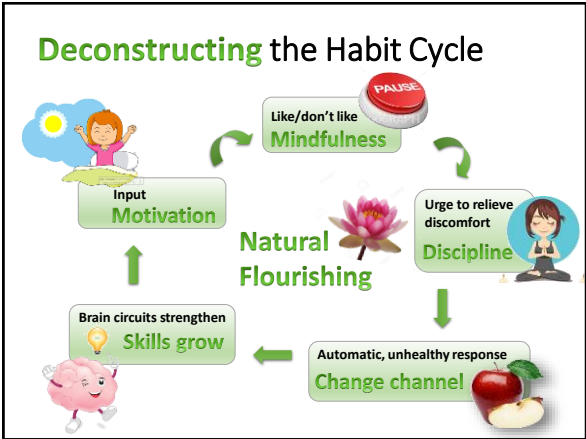 Deconstructing the Habit Cycle
PAUSE
Like/don't like
Mindfulness
Input
Motivation
Urge to relieve
discomfort
Discipline
Natural
Flourishing
Brain circuits strengthen
Skills grow
Automatic, unhealthy response
Change channel